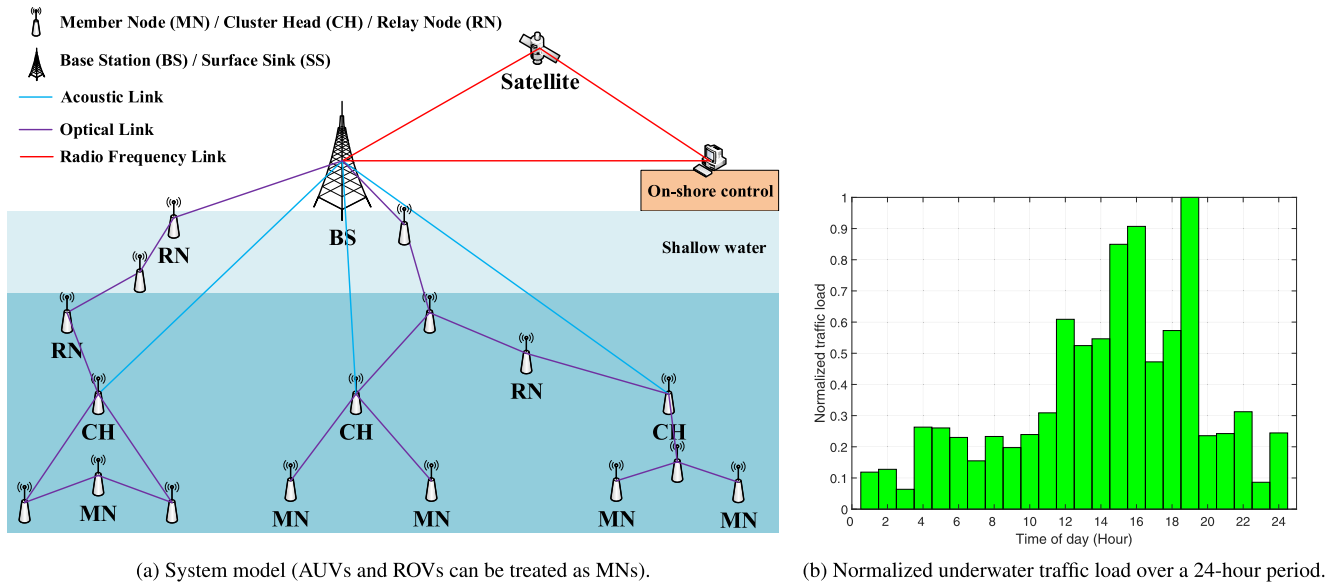 Member Node (MN) / Cluster Head (CH) / Relay Node (RN)
Base Station (BS) / Surface Sink (SS)
Acoustic Link
Optical Link
Radio Frequency Link
Satellite
On-shore control
Shallow water
BS
RN
RN
RN
CH
CH
CH
MN
MN
MN
MN
MN
(a) System model (AUVs and ROVs can be treated as MNs).
Normalized traffic load
1
0.9
0.8
0.7
0.6
0.5
0.4
0.3
0.2
0.1
0
0 2 4 6 8 10 12 14 16 18 20 22 24
Time of day (Hour)
(b) Normalized underwater traffic load over a 24-hour period.